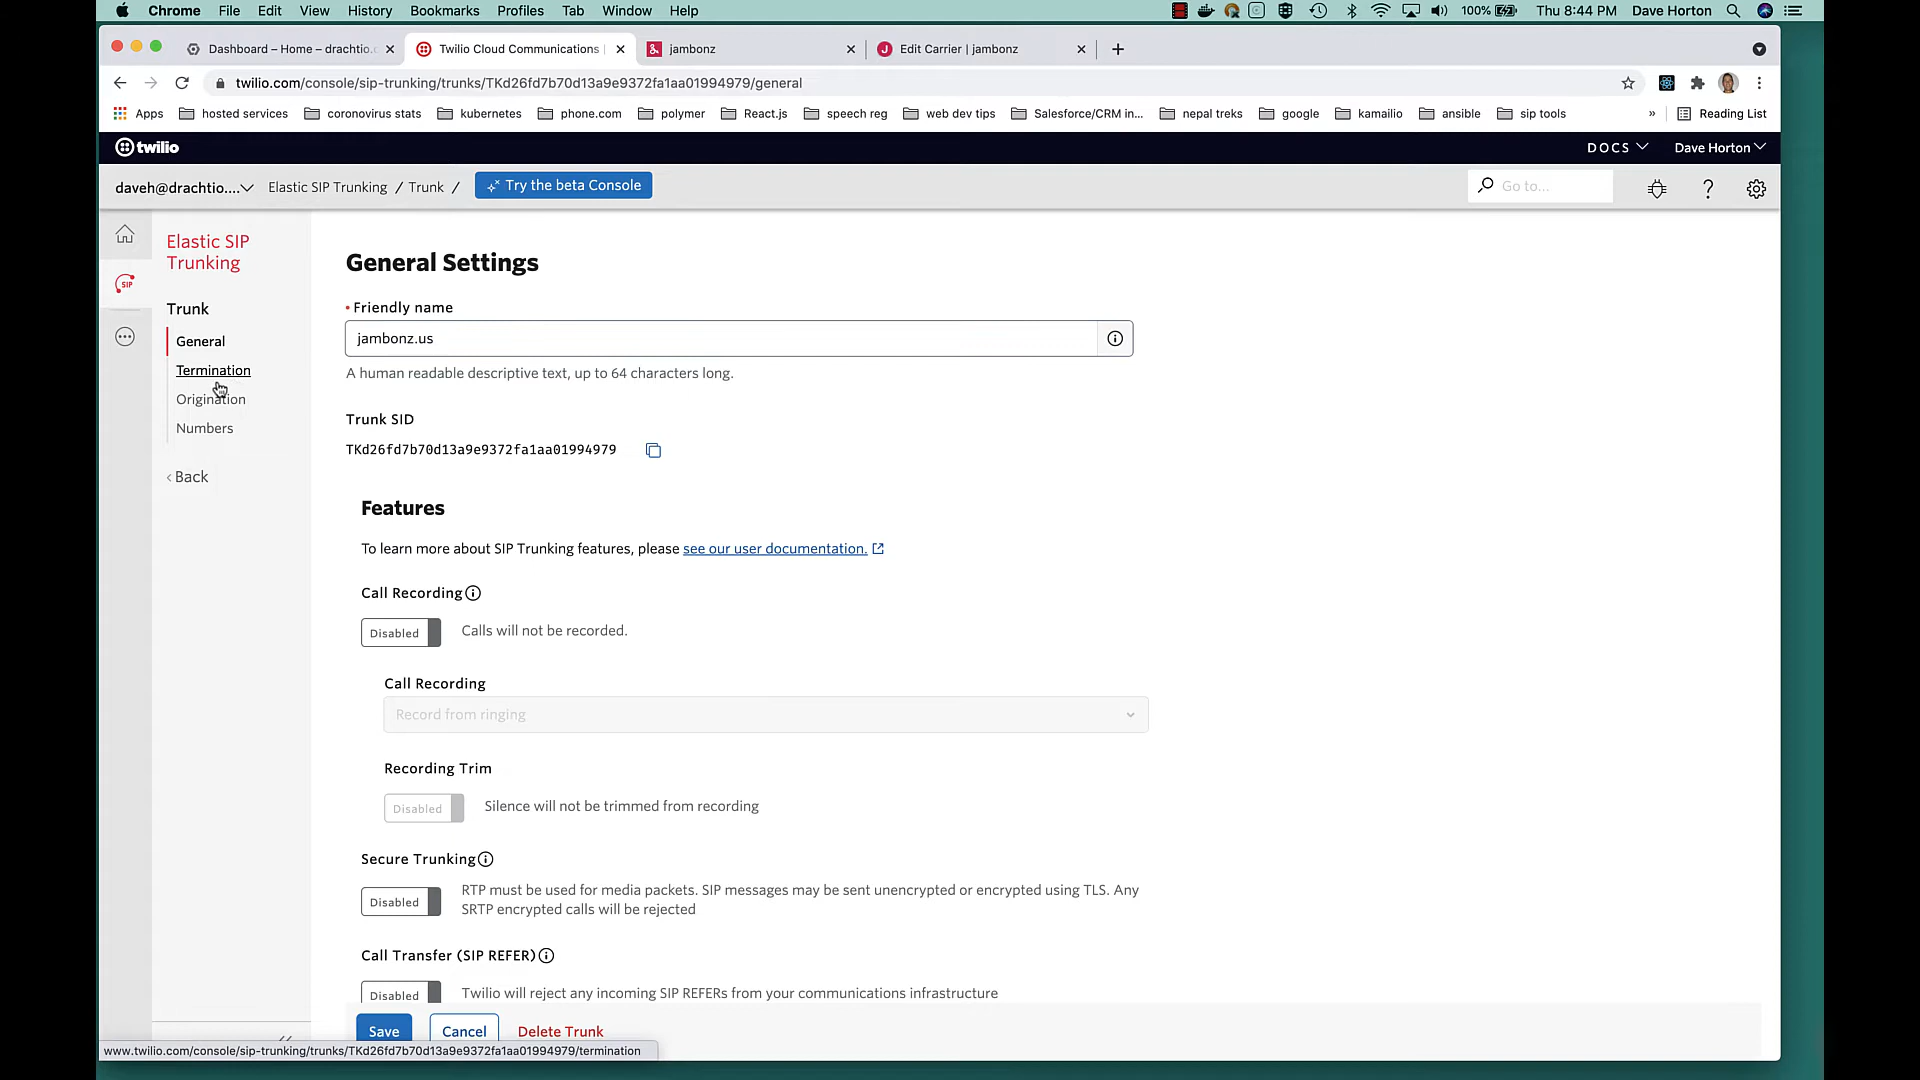 Chrome File Edit View History Bookmarks Profiles Tab Window Help 100% Thu 8:44 PM Dave Horton
Dashboard – Home – drachtio. Twilio Cloud Communications | jambonz Edit Carrier | jambonz
twilio.com/console/sip-trunking/trunks/TKd26fd7b70d13a9e9372fa1aa01994979/general
Apps hosted services coronovirus stats kubernetes phone.com polymer React.js speech reg web dev tips Salesforce/CRM in... nepal treks google kamailio ansible sip tools » Reading List
twilio DOCS Dave Horton
daveh@drachtio.... Elastic SIP Trunking / Trunk / Try the beta Console Go to...
Elastic SIP
Trunking
SIP
Trunk
General
Termination
Origination
Numbers
‹ Back
General Settings
• Friendly name
jambonz.us
A human readable descriptive text, up to 64 characters long.
Trunk SID
TKd26fd7b70d13a9e9372fa1aa01994979
Features
To learn more about SIP Trunking features, please see our user documentation.
Call Recording
Disabled Calls will not be recorded.
Call Recording
Record from ringing
Recording Trim
Disabled Silence will not be trimmed from recording
Secure Trunking
Disabled RTP must be used for media packets. SIP messages may be sent unencrypted or encrypted using TLS. Any
SRTP encrypted calls will be rejected
Call Transfer (SIP REFER)
Disabled Twilio will reject any incoming SIP REFERs from your communications infrastructure
Save Cancel Delete Trunk
www.twilio.com/console/sip-trunking/trunks/TKd26fd7b70d13a9e9372fa1aa01994979/termination